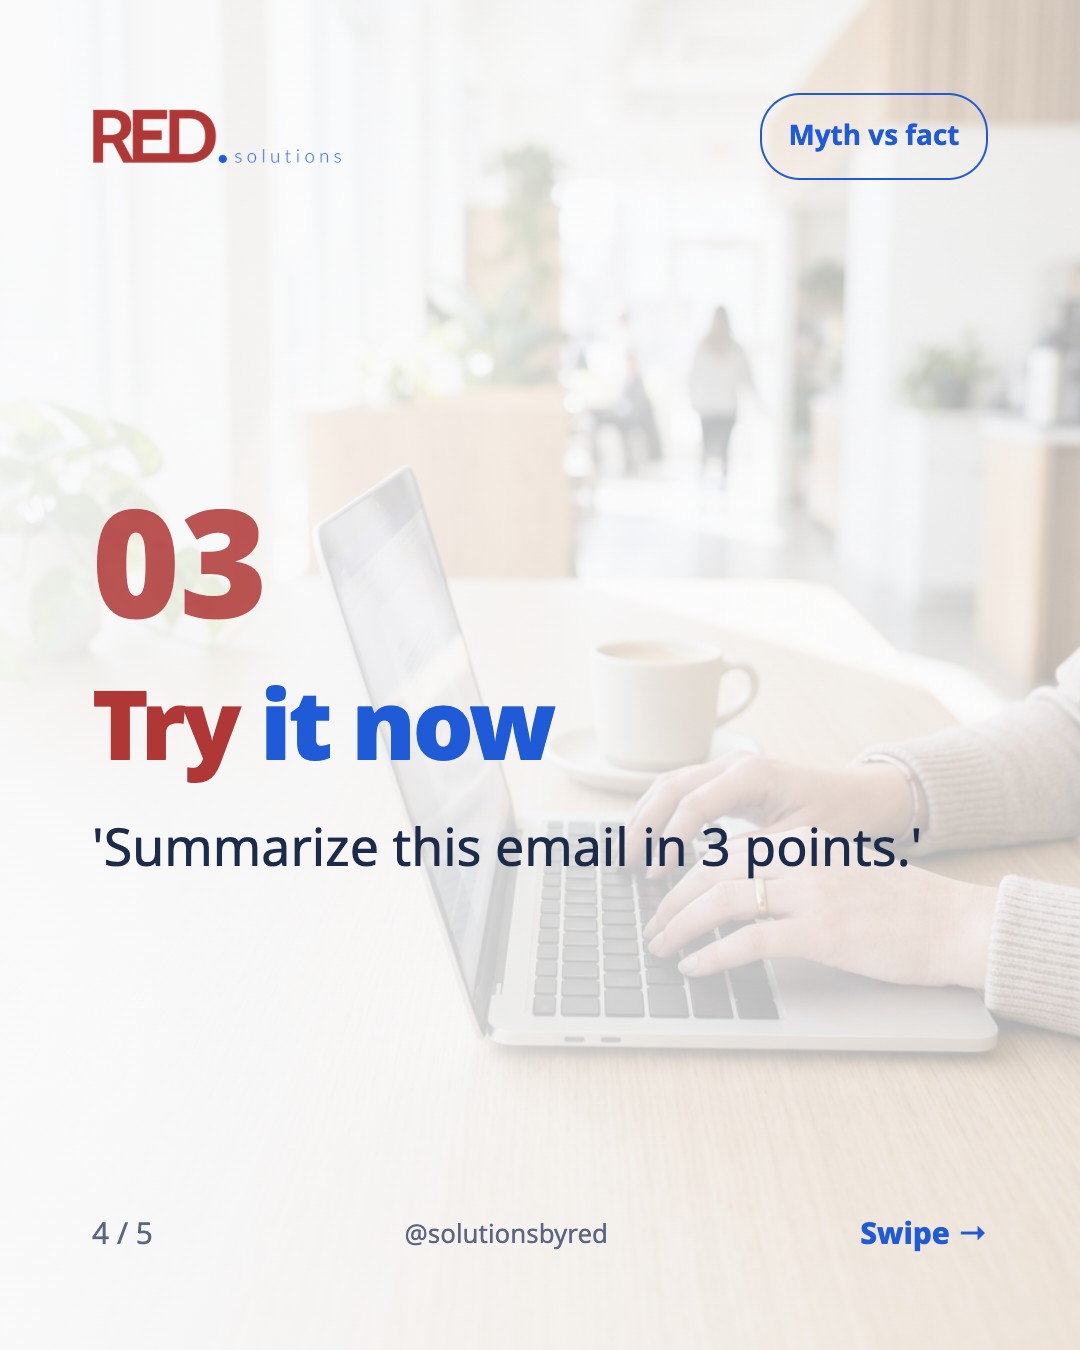 RED.solutions
Myth vs fact
03
Try it now
'Summarize this email in 3 points.'
4 / 5
@solutionsbyred
Swipe →